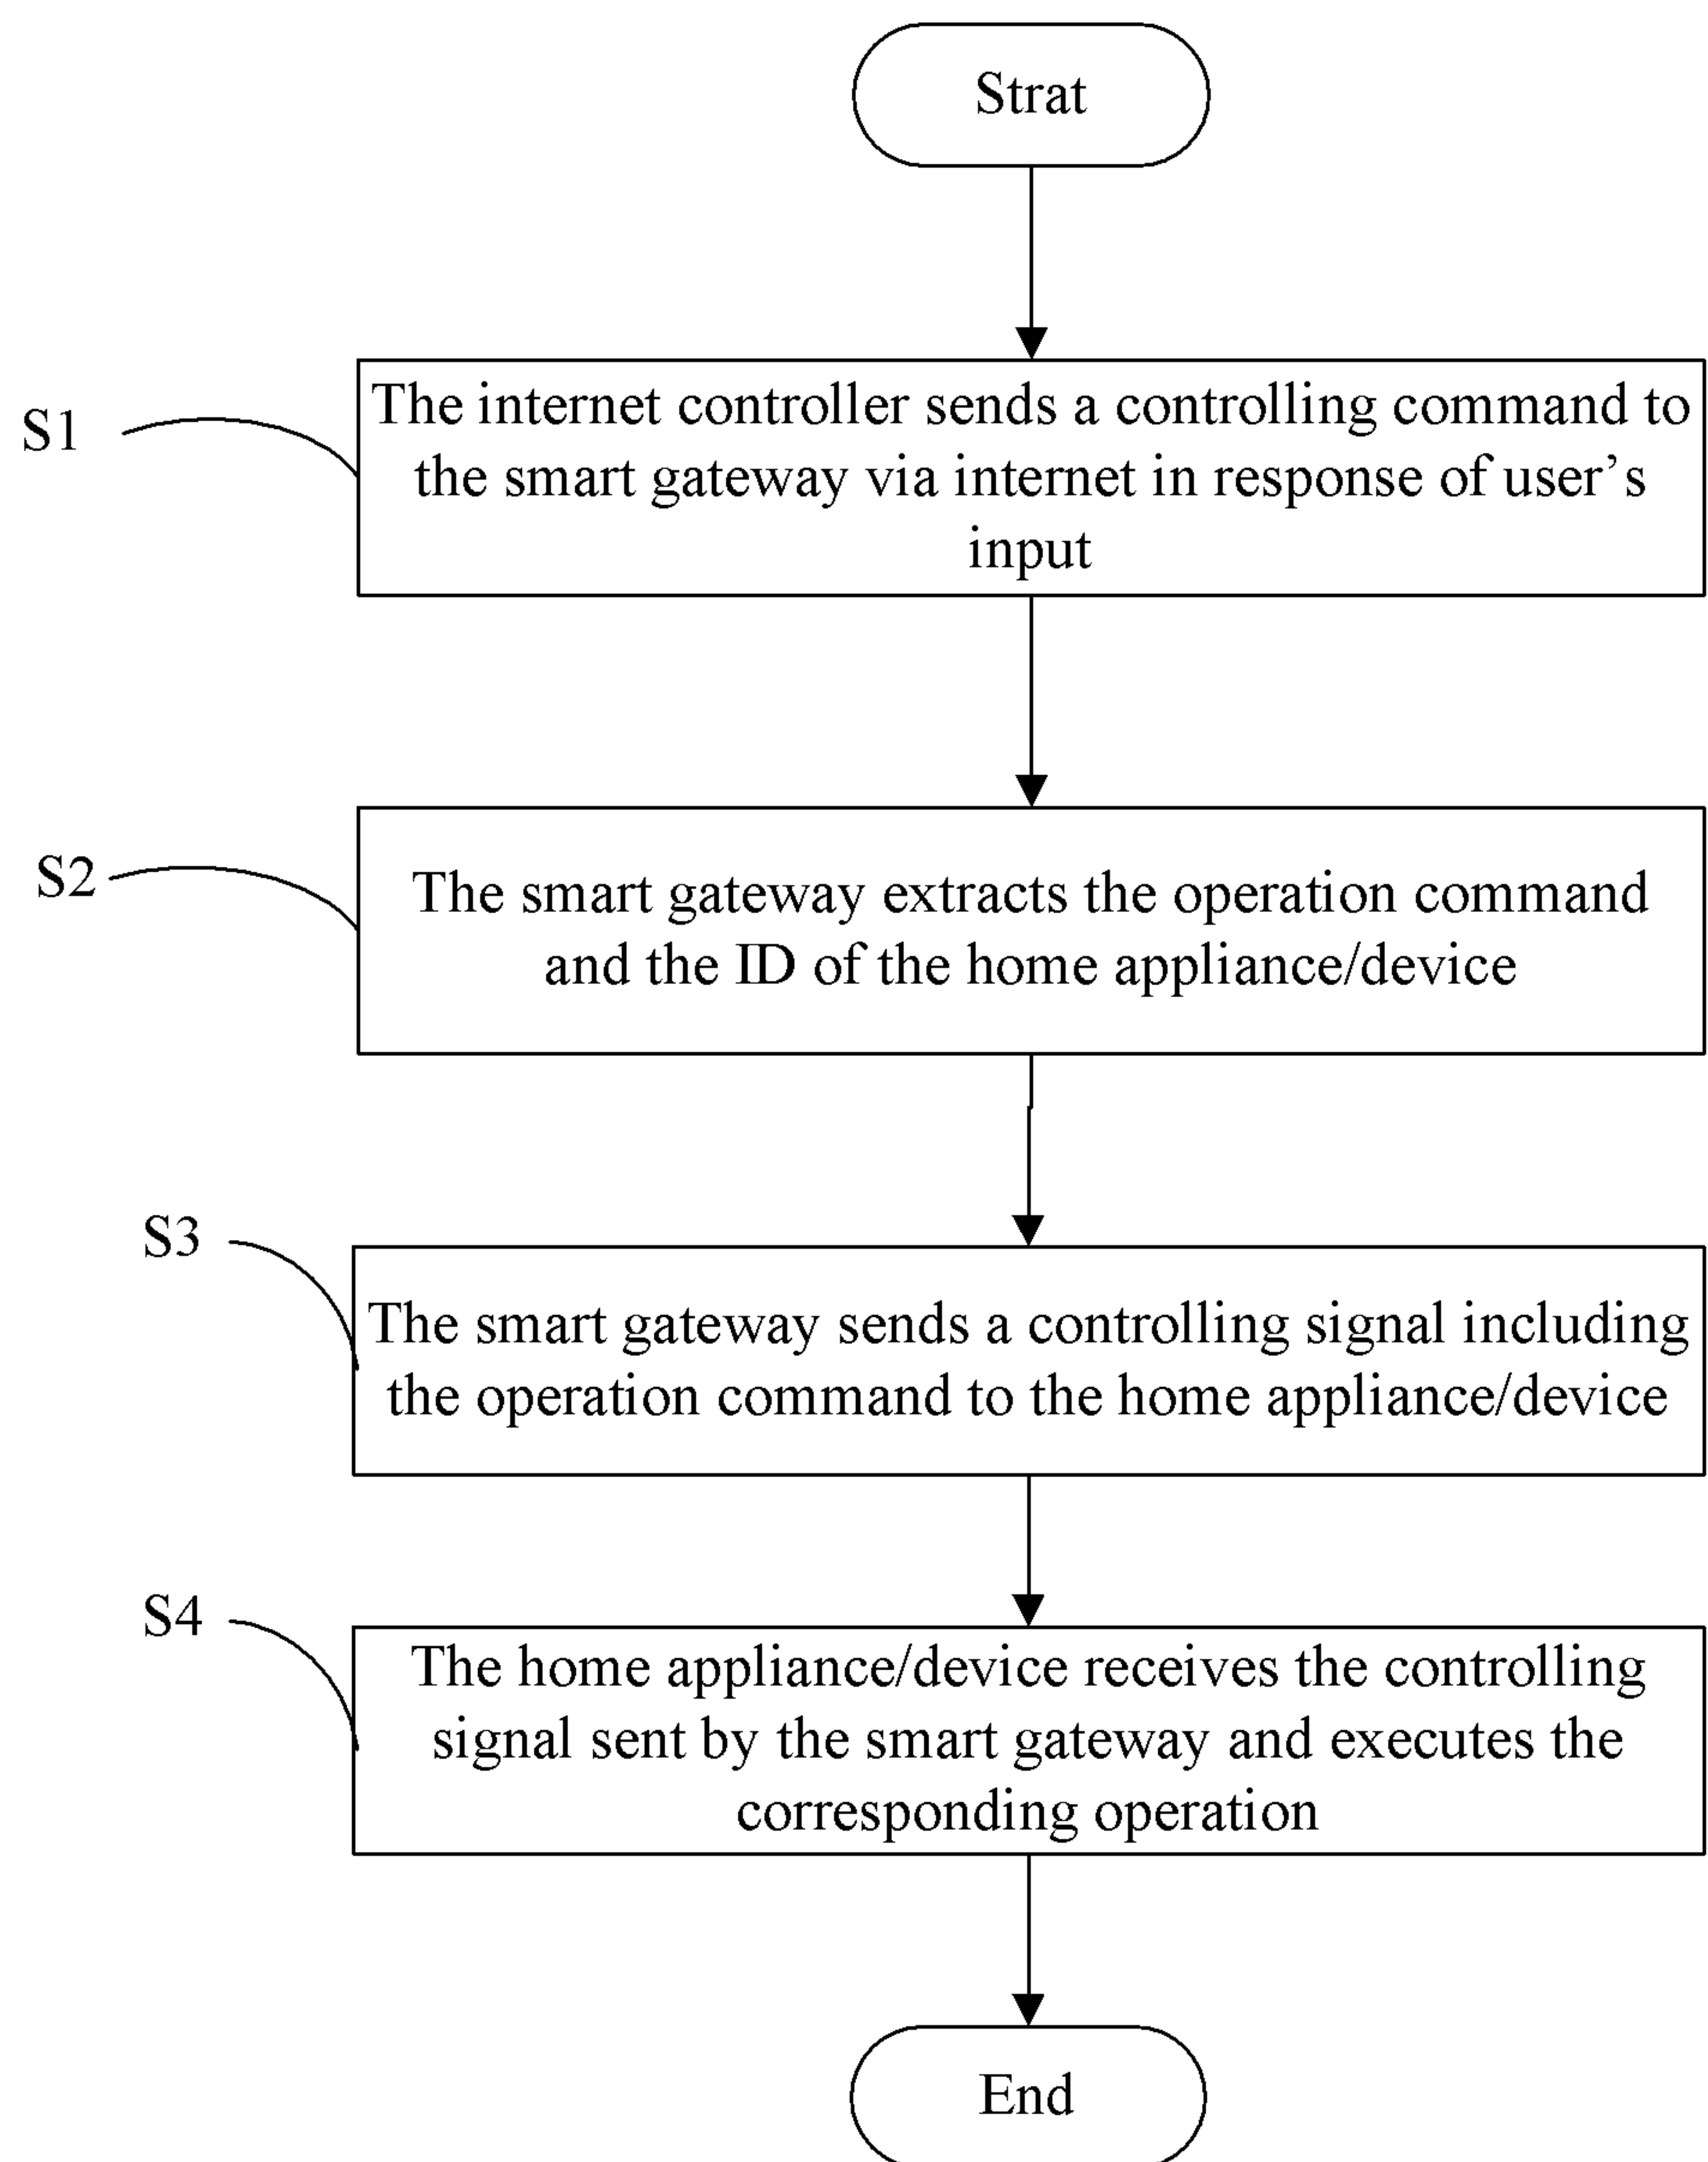 Strat
S1
The internet controller sends a controlling command to
the smart gateway via internet in response of user’s
input
S2
The smart gateway extracts the operation command
and the ID of the home appliance/device
S3
The smart gateway sends a controlling signal including
the operation command to the home appliance/device
S4
The home appliance/device receives the controlling
signal sent by the smart gateway and executes the
corresponding operation
End